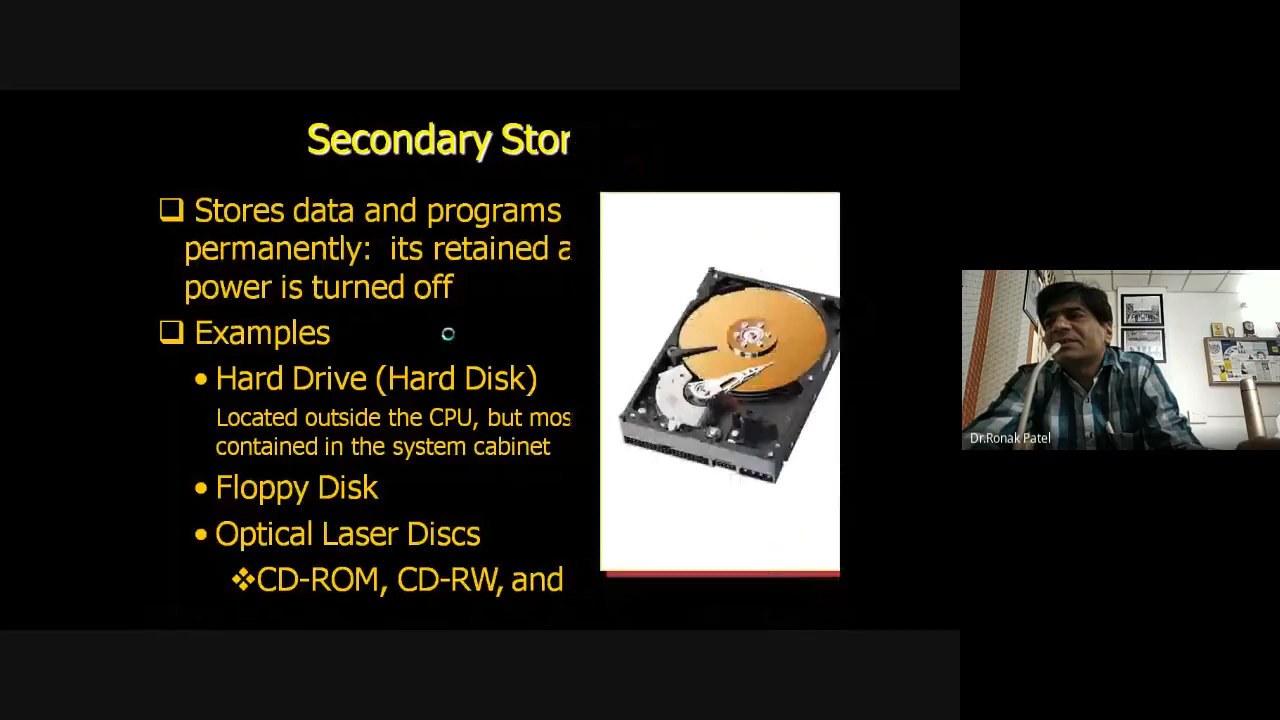 Secondary Stor
Stores data and programs
permanently: its retained a
power is turned off
Examples
• Hard Drive (Hard Disk)
Located outside the CPU, but mos
contained in the system cabinet
• Floppy Disk
• Optical Laser Discs
❖CD-ROM, CD-RW, and
Dr.Ronak Patel